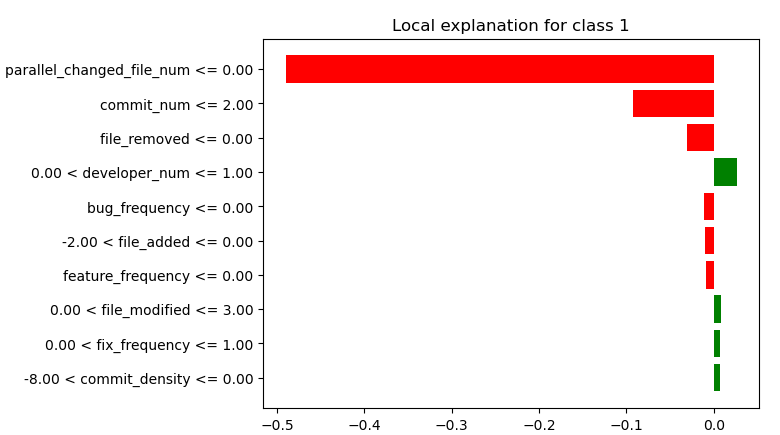 Local explanation for class 1
parallel_changed_file_num <= 0.00
commit_num <= 2.00
file_removed <= 0.00
0.00 < developer_num <= 1.00
bug_frequency <= 0.00
-2.00 < file_added <= 0.00
feature_frequency <= 0.00
0.00 < file_modified <= 3.00
0.00 < fix_frequency <= 1.00
-8.00 < commit_density <= 0.00
−0.5 −0.4 −0.3 −0.2 −0.1 0.0